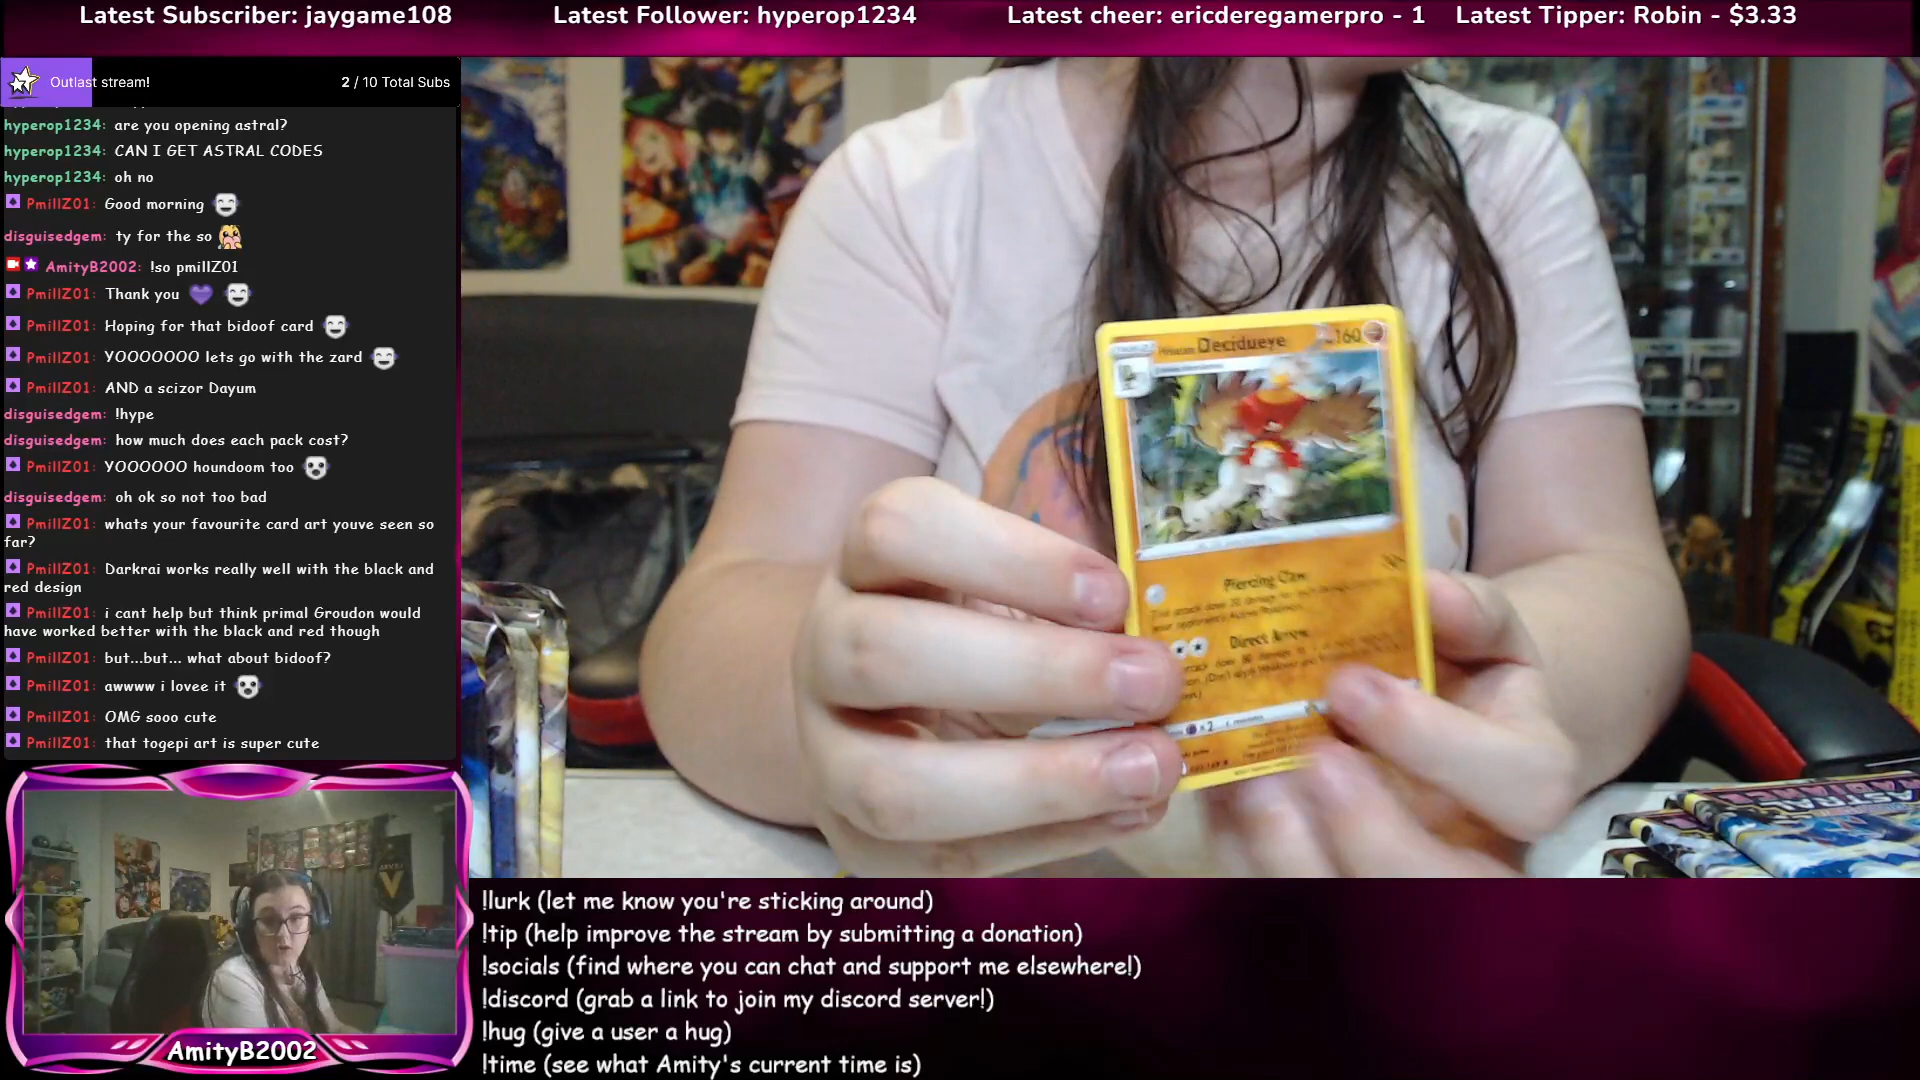 Latest Subscriber: jaygame108
Latest Follower: hyperop1234
Latest cheer: ericderegamerpro - 1
Latest Tipper: Robin - $3.33
Outlast stream!
2 / 10 Total Subs
hyperop1234: are you opening astral?
hyperop1234: CAN I GET ASTRAL CODES
hyperop1234: oh no
PmillZ01: Good morning
disguisedgem: ty for the so
AmityB2002: !so pmillZ01
PmillZ01: Thank you
PmillZ01: Hoping for that bidoof card
PmillZ01: YOOOOOOO lets go with the zard
PmillZ01: AND a scizor Dayum
disguisedgem: !hype
disguisedgem: how much does each pack cost?
PmillZ01: YOOOOOO houndoom too
disguisedgem: oh ok so not too bad
PmillZ01: whats your favourite card art youve seen so
far?
PmillZ01: Darkrai works really well with the black and
red design
PmillZ01: i cant help but think primal Groudon would
have worked better with the black and red though
PmillZ01: but...but... what about bidoof?
PmillZ01: awwww i lovee it
PmillZ01: OMG sooo cute
PmillZ01: that togepi art is super cute
Hisuian Decidueye 160
Piercing Claw
Direct Arrow
×2
ASTRAL
AmityB2002
!lurk (let me know you're sticking around)
!tip (help improve the stream by submitting a donation)
!socials (find where you can chat and support me elsewhere!)
!discord (grab a link to join my discord server!)
!hug (give a user a hug)
!time (see what Amity's current time is)